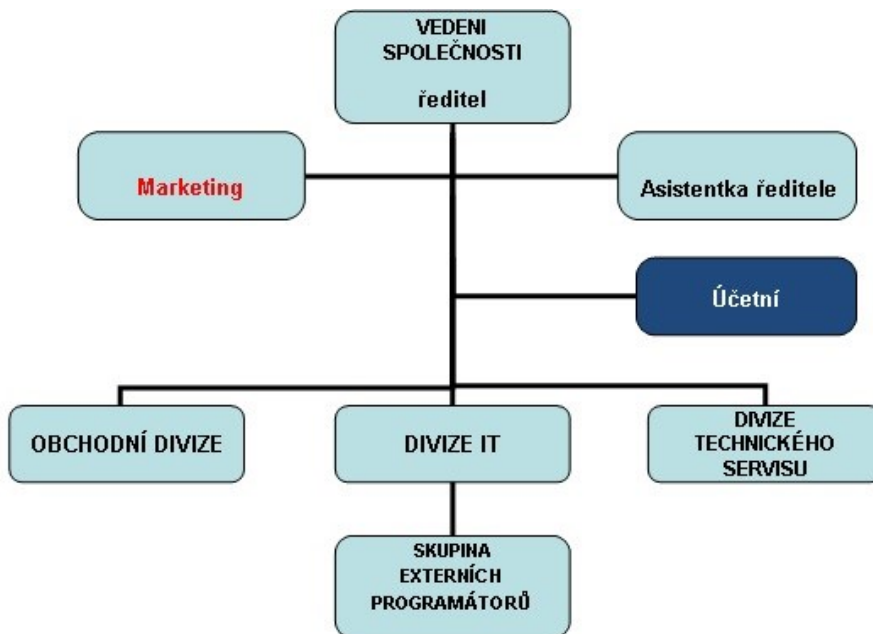 VEDENI
SPOLEČNOSTI
ředitel
Marketing
Asistentka ředitele
Účetní
OBCHODNÍ DIVIZE
DIVIZE IT
DIVIZE
TECHNICKÉHO
SERVISU
SKUPINA
EXTERNÍCH
PROGRAMÁTORŮ